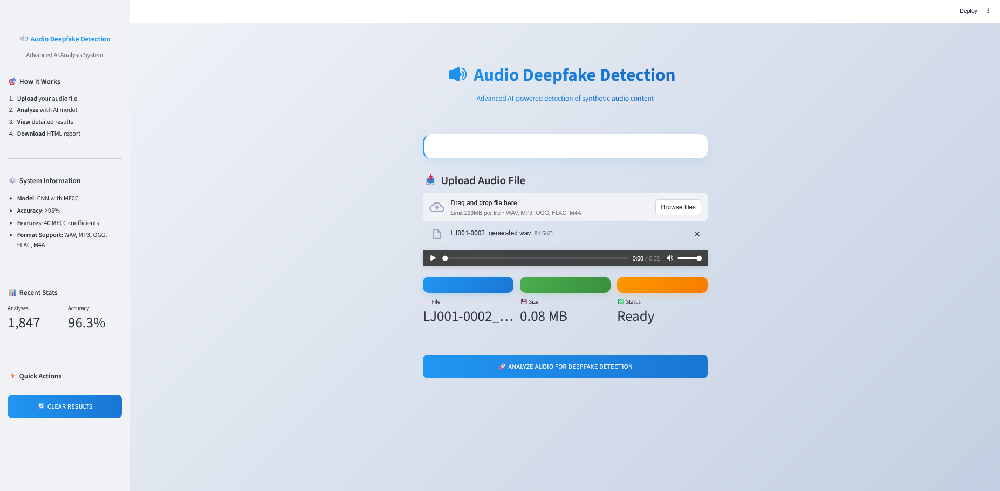 Deploy
Audio Deepfake Detection
Advanced AI Analysis System
How It Works
1. Upload your audio file
2. Analyze with AI model
3. View detailed results
4. Download HTML report
System Information
• Model: CNN with MFCC
• Accuracy: >95%
• Features: 40 MFCC coefficients
• Format Support: WAV, MP3, OGG,
FLAC, M4A
Recent Stats
Analyses Accuracy
1,847 96.3%
Quick Actions
CLEAR RESULTS
Audio Deepfake Detection
Advanced AI-powered detection of synthetic audio content
Upload Audio File
Drag and drop file here
Limit 200MB per file • WAV, MP3, OGG, FLAC, M4A
Browse files
LJ001-0002_generated.wav 81.5KB
0:00 / 0:02
File Size Status
LJ001-0002_... 0.08 MB Ready
ANALYZE AUDIO FOR DEEPFAKE DETECTION